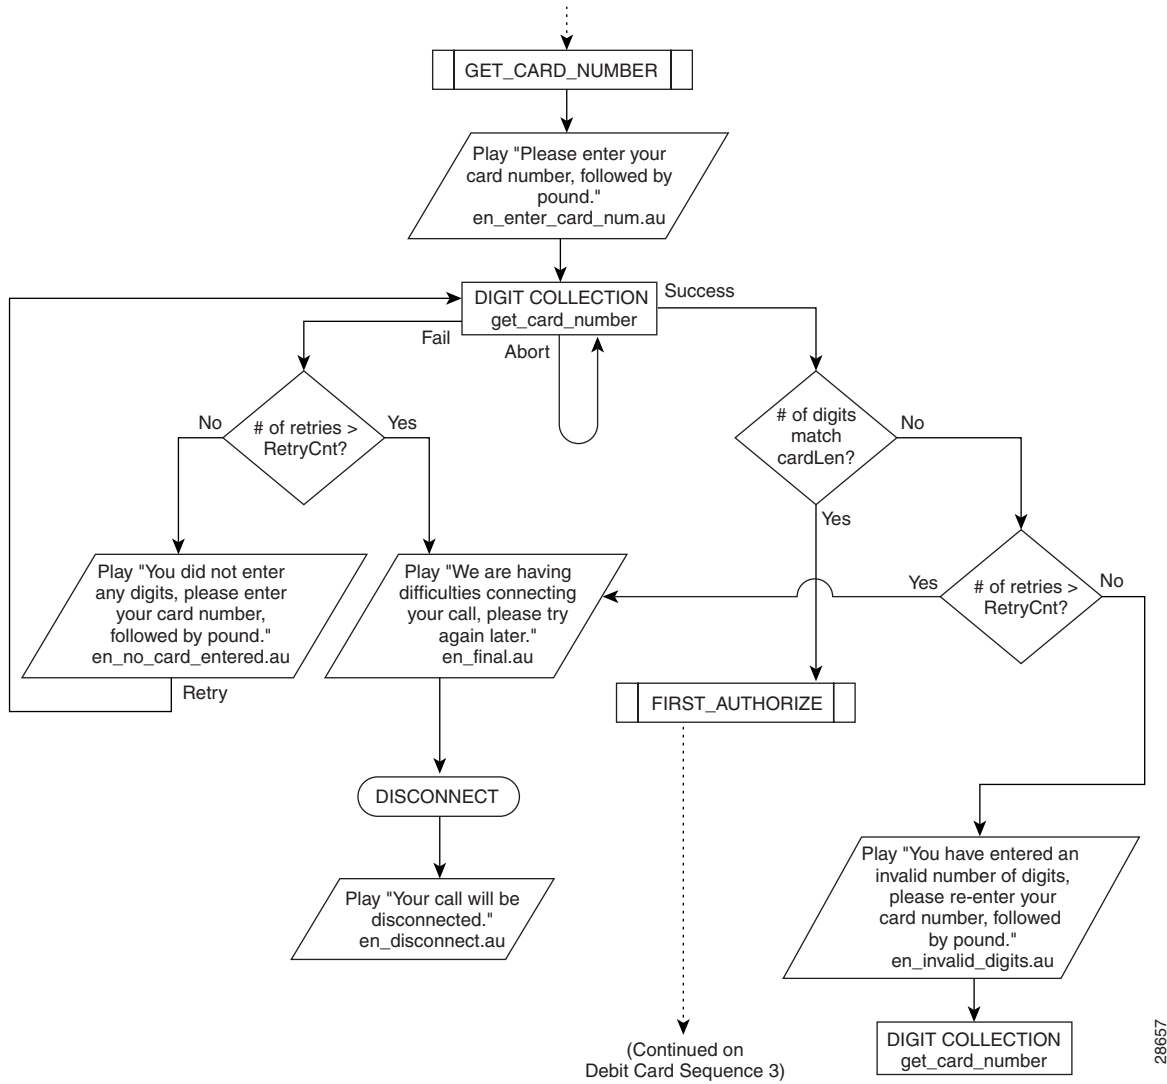 GET_CARD_NUMBER
Play "Please enter your
card number, followed by
pound."
en_enter_card_num.au
DIGIT COLLECTION
get_card_number
Success
Fail
Abort
# of retries >
RetryCnt?
No
Yes
# of digits
match
cardLen?
No
Yes
Play "You did not enter
any digits, please enter
your card number,
followed by pound."
en_no_card_entered.au
Retry
Play "We are having
difficulties connecting
your call, please try
again later."
en_final.au
Yes
# of retries >
RetryCnt?
No
FIRST_AUTHORIZE
DISCONNECT
Play "Your call will be
disconnected."
en_disconnect.au
Play "You have entered an
invalid number of digits,
please re-enter your
card number, followed
by pound."
en_invalid_digits.au
DIGIT COLLECTION
get_card_number
(Continued on
Debit Card Sequence 3)
28657